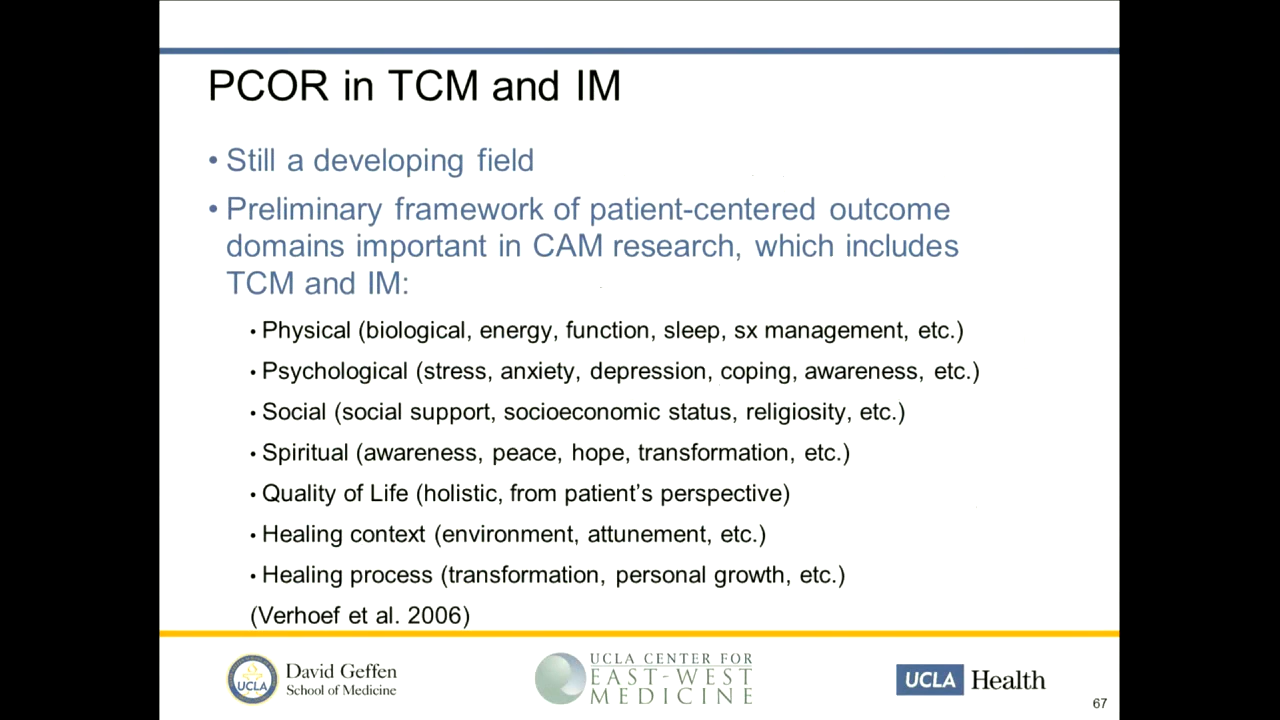 PCOR in TCM and IM
• Still a developing field
• Preliminary framework of patient-centered outcome
domains important in CAM research, which includes
TCM and IM:
• Physical (biological, energy, function, sleep, sx management, etc.)
• Psychological (stress, anxiety, depression, coping, awareness, etc.)
• Social (social support, socioeconomic status, religiosity, etc.)
• Spiritual (awareness, peace, hope, transformation, etc.)
• Quality of Life (holistic, from patient’s perspective)
• Healing context (environment, attunement, etc.)
• Healing process (transformation, personal growth, etc.)
(Verhoef et al. 2006)
UCLA
David Geffen
School of Medicine
UCLA CENTER FOR
EAST-WEST
MEDICINE
UCLA Health
67